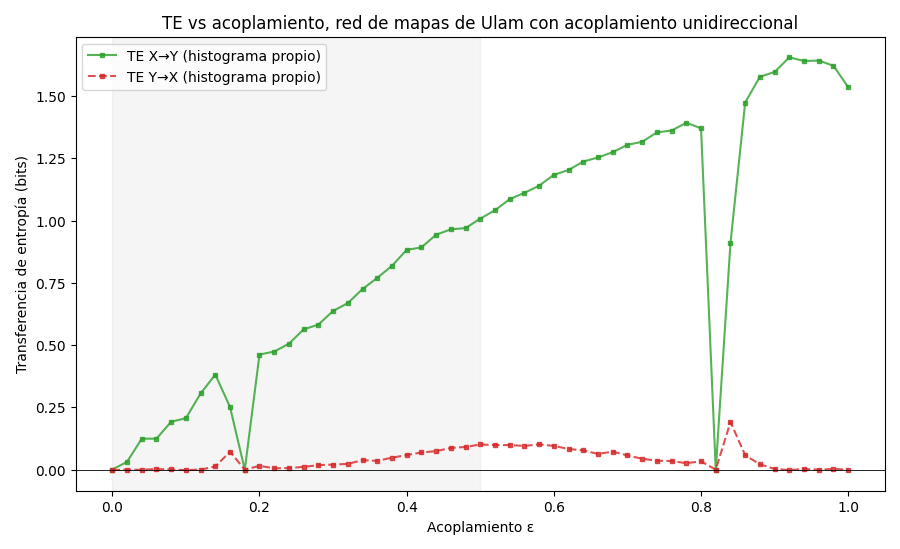 TE vs acoplamiento, red de mapas de Ulam con acoplamiento unidireccional
TE X→Y (histograma propio)
TE Y→X (histograma propio)
Transferencia de entropía (bits)
1.50
1.25
1.00
0.75
0.50
0.25
0.00
0.0 0.2 0.4 0.6 0.8 1.0
Acoplamiento ε